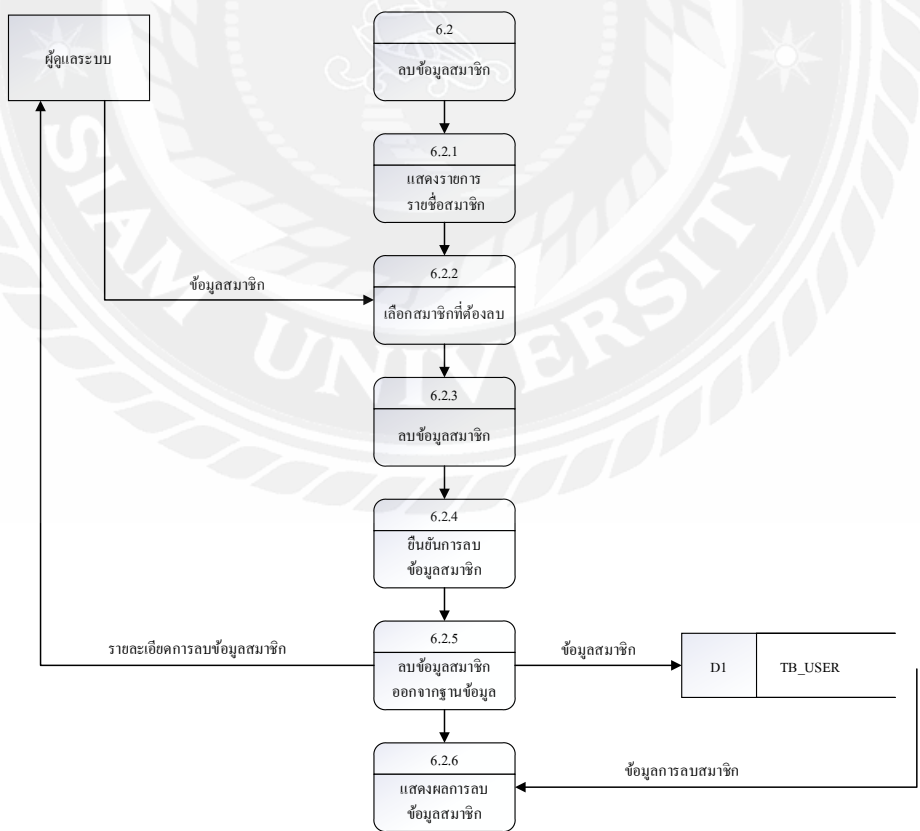 ผู้ดูแลระบบ
6.2
ลบข้อมูลสมาชิก
6.2.1
แสดงรายการ
รายชื่อสมาชิก
6.2.2
เลือกสมาชิกที่ต้องลบ
ข้อมูลสมาชิก
6.2.3
ลบข้อมูลสมาชิก
6.2.4
ยืนยันการลบ
ข้อมูลสมาชิก
รายละเอียดการลบข้อมูลสมาชิก
6.2.5
ลบข้อมูลสมาชิก
ออกจากฐานข้อมูล
ข้อมูลสมาชิก
D1
TB_USER
6.2.6
แสดงผลการลบ
ข้อมูลสมาชิก
ข้อมูลการลบสมาชิก
SIAM UNIVERSITY